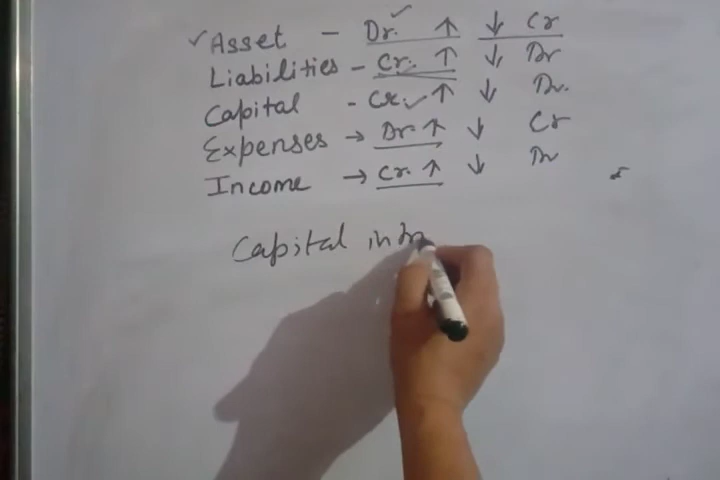 ✓Asset - Dr.✓ ↑ ↓ Cr
Liabilities - Cr. ↑ ↓ Dr
Capital - Cr.✓ ↑ ↓ Dr.
Expenses → Dr. ↑ ↓ Cr
Income → Cr. ↑ ↓ Dr
Capital